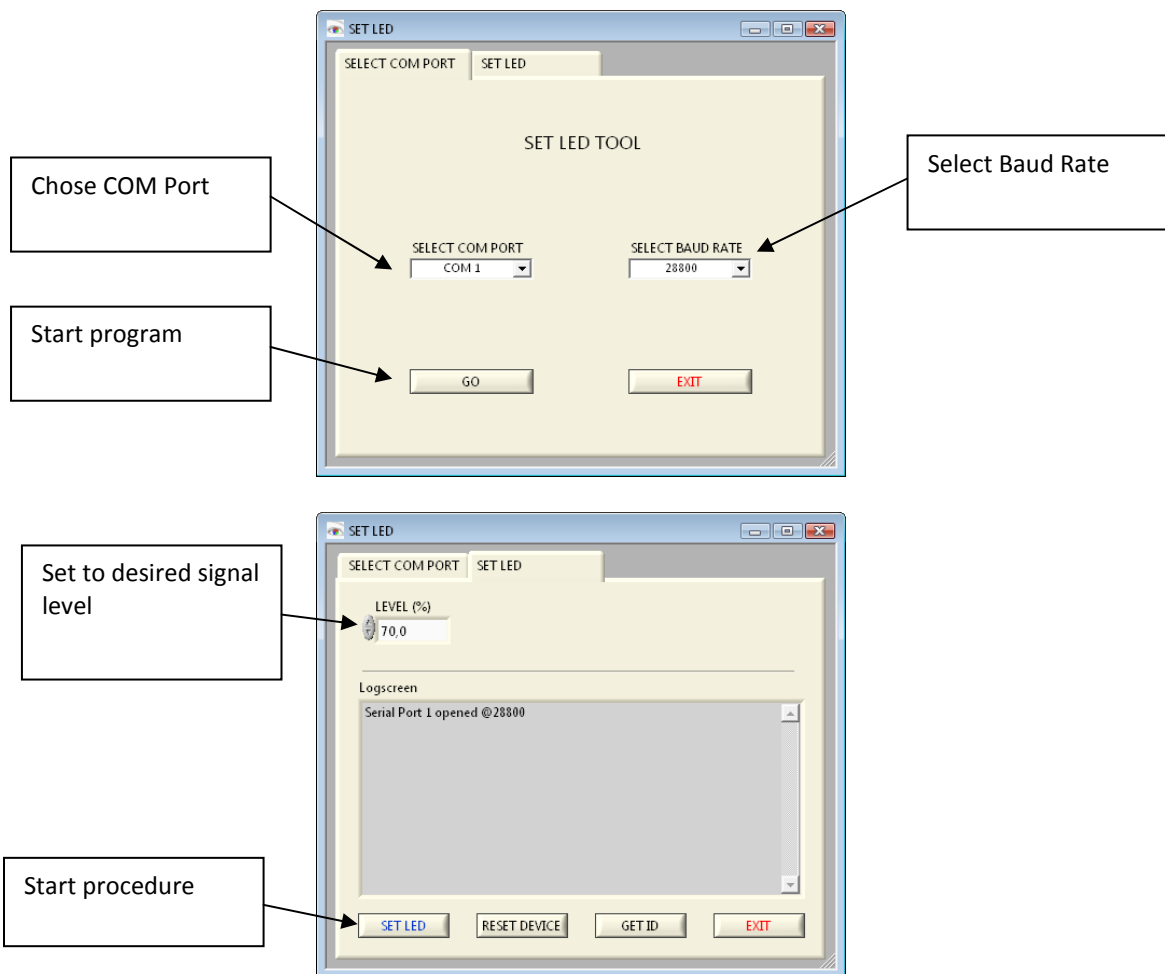 SET LED
SELECT COM PORT SET LED
SET LED TOOL
Chose COM Port
Select Baud Rate
SELECT COM PORT SELECT BAUD RATE
COM 1 28800
Start program
GO EXIT
SET LED
SELECT COM PORT SET LED
Set to desired signal
level
LEVEL (%)
70,0
Logscreen
Serial Port 1 opened @28800
Start procedure
SET LED RESET DEVICE GET ID EXIT